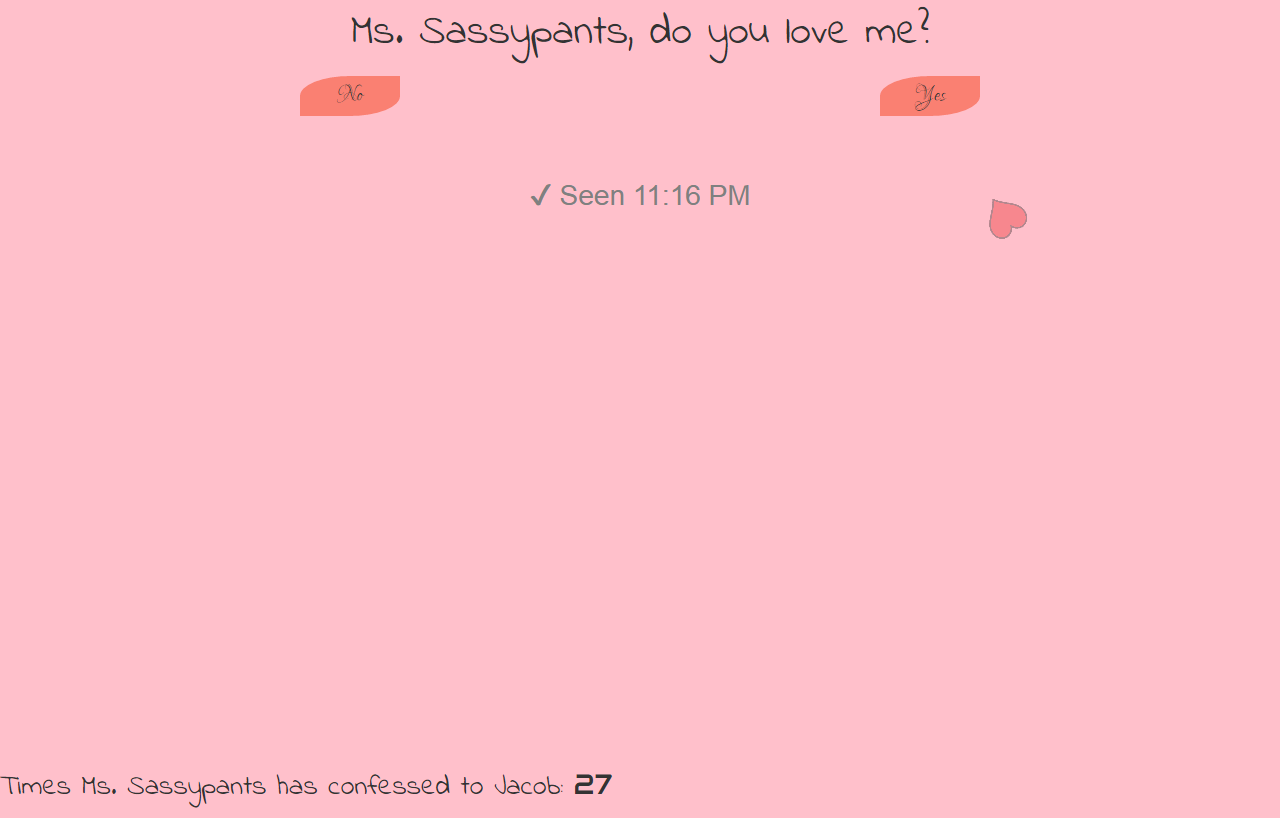 Ms. Sassypants, do you love me?
No Yes
✓ Seen 11:16 PM
Times Ms. Sassypants has confessed to Jacob: 27